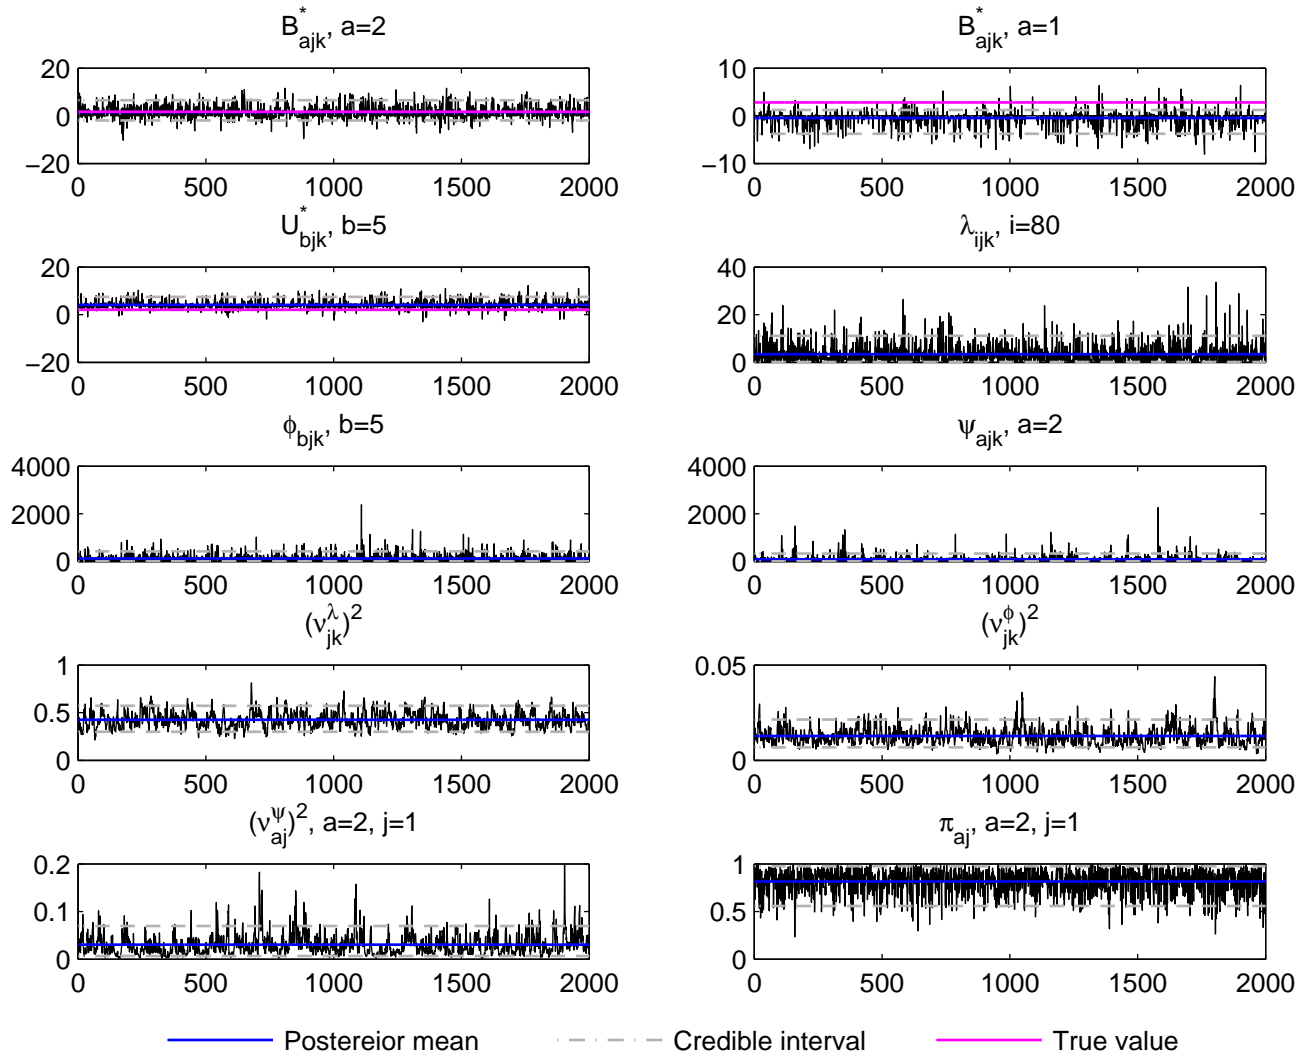 B*ajk, a=2
B*ajk, a=1
20
0
−20
0 500 1000 1500 2000
10
0
−10
0 500 1000 1500 2000
U*bjk, b=5
λijk, i=80
20
0
−20
0 500 1000 1500 2000
40
20
0
0 500 1000 1500 2000
ϕbjk, b=5
ψajk, a=2
4000
2000
0
0 500 1000 1500 2000
4000
2000
0
0 500 1000 1500 2000
(νλjk)2
(νϕjk)2
1
0.5
0
0 500 1000 1500 2000
0.05
0
0 500 1000 1500 2000
(νψaj)2, a=2, j=1
πaj, a=2, j=1
0.2
0.1
0
0 500 1000 1500 2000
1
0.5
0
0 500 1000 1500 2000
Postereior mean
Credible interval
True value